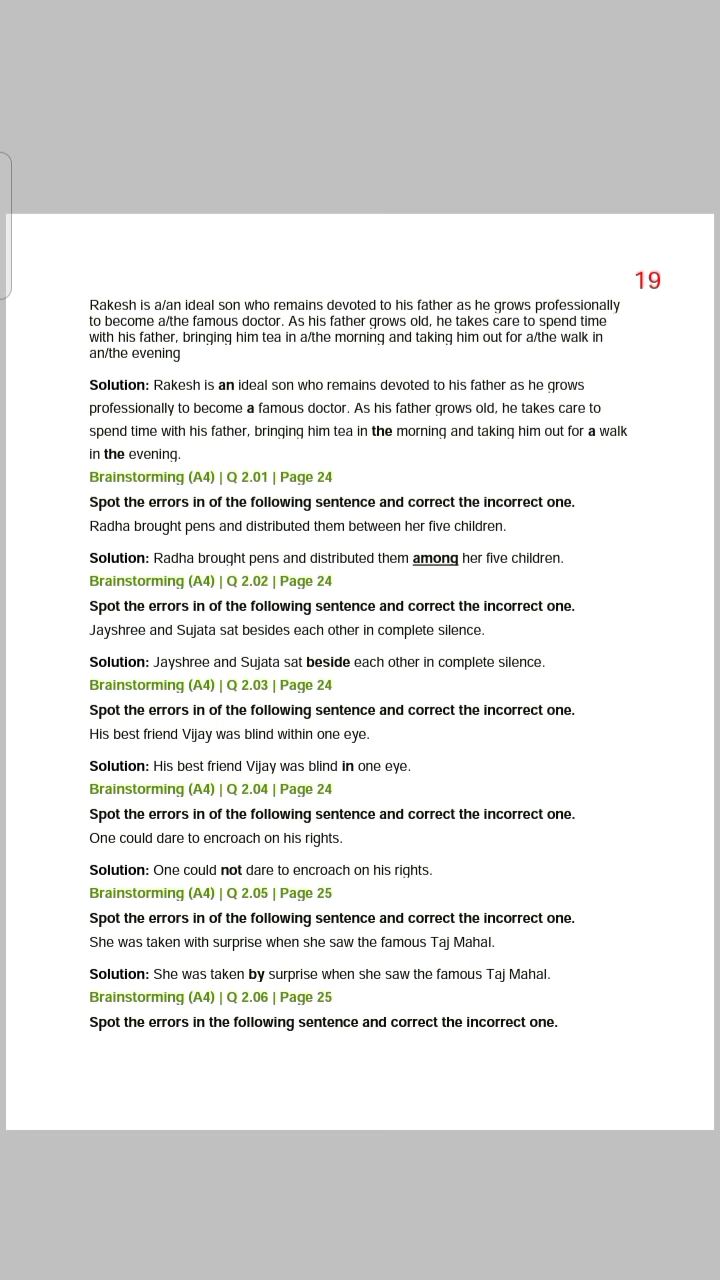 19
Rakesh is a/an ideal son who remains devoted to his father as he grows professionally
to become a/the famous doctor. As his father grows old, he takes care to spend time
with his father, bringing him tea in a/the morning and taking him out for a/the walk in
an/the evening
Solution: Rakesh is an ideal son who remains devoted to his father as he grows
professionally to become a famous doctor. As his father grows old, he takes care to
spend time with his father, bringing him tea in the morning and taking him out for a walk
in the evening.
Brainstorming (A4) | Q 2.01 | Page 24
Spot the errors in of the following sentence and correct the incorrect one.
Radha brought pens and distributed them between her five children.
Solution: Radha brought pens and distributed them among her five children.
Brainstorming (A4) | Q 2.02 | Page 24
Spot the errors in of the following sentence and correct the incorrect one.
Jayshree and Sujata sat besides each other in complete silence.
Solution: Jayshree and Sujata sat beside each other in complete silence.
Brainstorming (A4) | Q 2.03 | Page 24
Spot the errors in of the following sentence and correct the incorrect one.
His best friend Vijay was blind within one eye.
Solution: His best friend Vijay was blind in one eye.
Brainstorming (A4) | Q 2.04 | Page 24
Spot the errors in of the following sentence and correct the incorrect one.
One could dare to encroach on his rights.
Solution: One could not dare to encroach on his rights.
Brainstorming (A4) | Q 2.05 | Page 25
Spot the errors in of the following sentence and correct the incorrect one.
She was taken with surprise when she saw the famous Taj Mahal.
Solution: She was taken by surprise when she saw the famous Taj Mahal.
Brainstorming (A4) | Q 2.06 | Page 25
Spot the errors in the following sentence and correct the incorrect one.